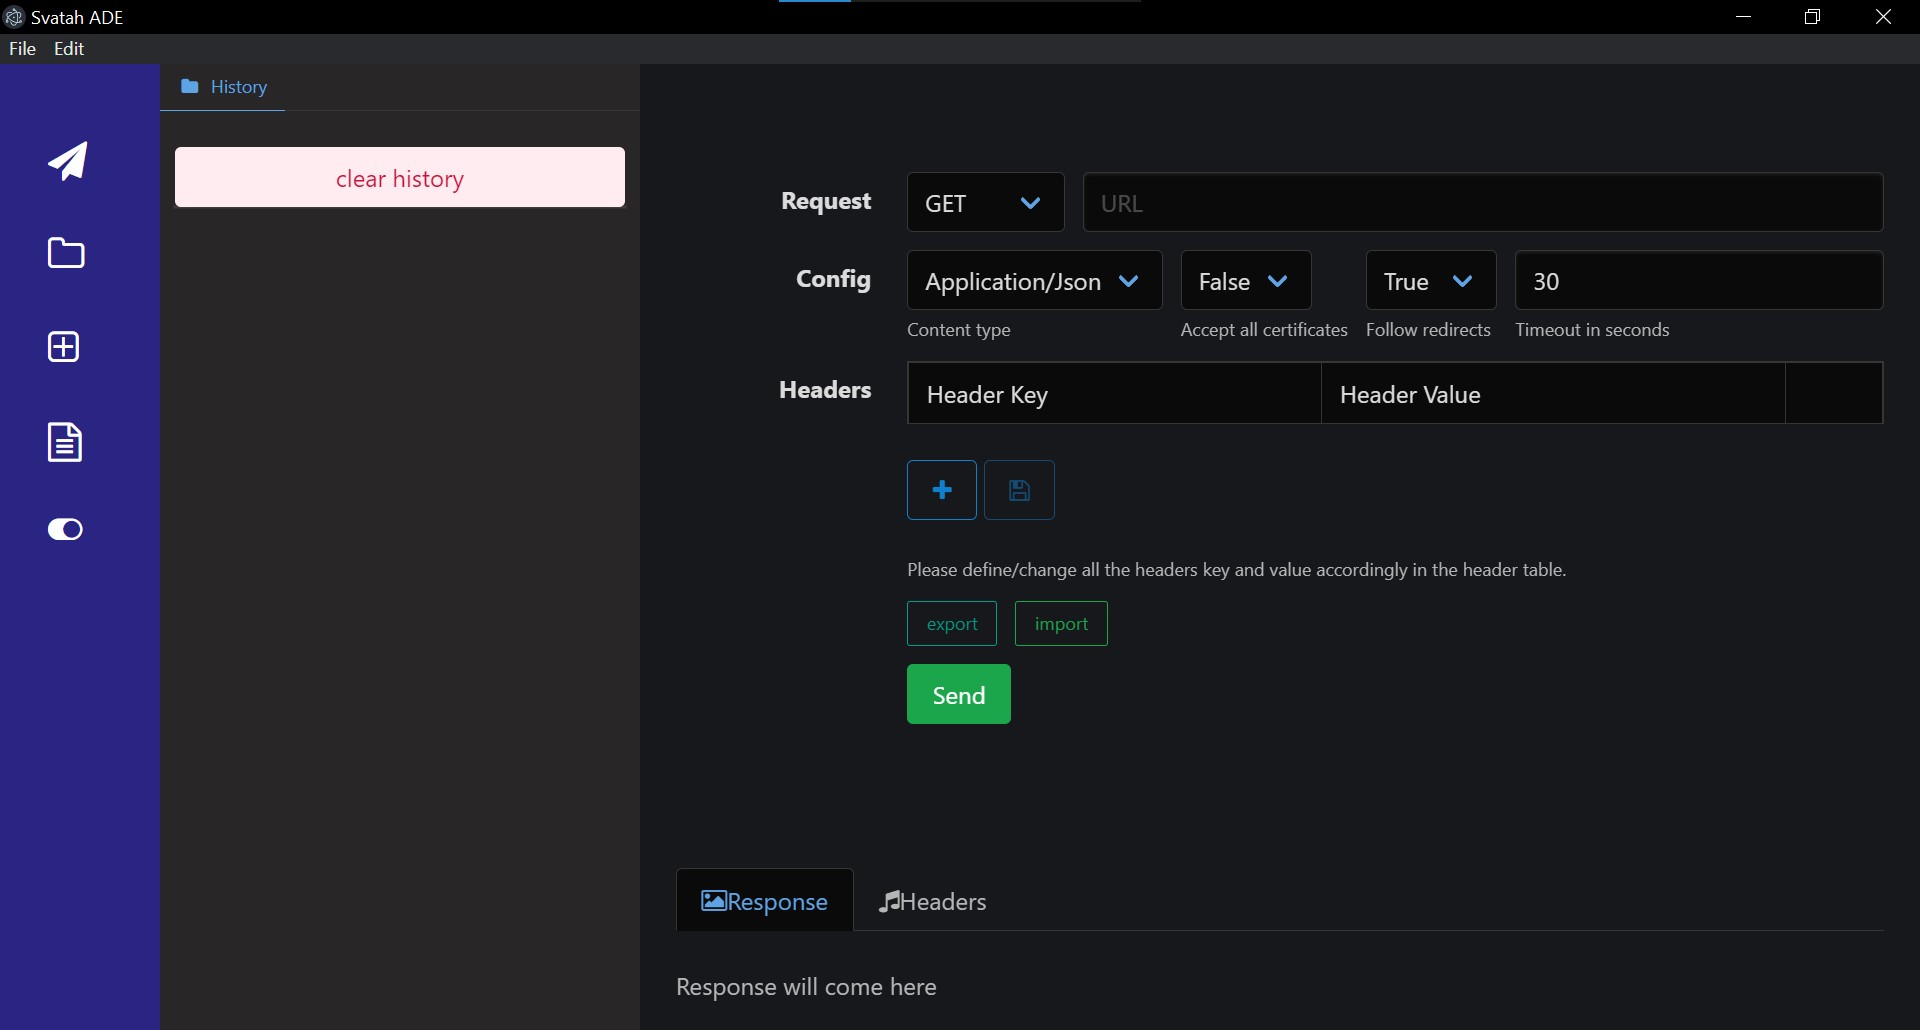 Svatah ADE
File Edit
History
clear history
Request GET URL
Config Application/Json False True 30
Content type Accept all certificates Follow redirects Timeout in seconds
Headers Header Key Header Value
Please define/change all the headers key and value accordingly in the header table.
export import
Send
Response Headers
Response will come here